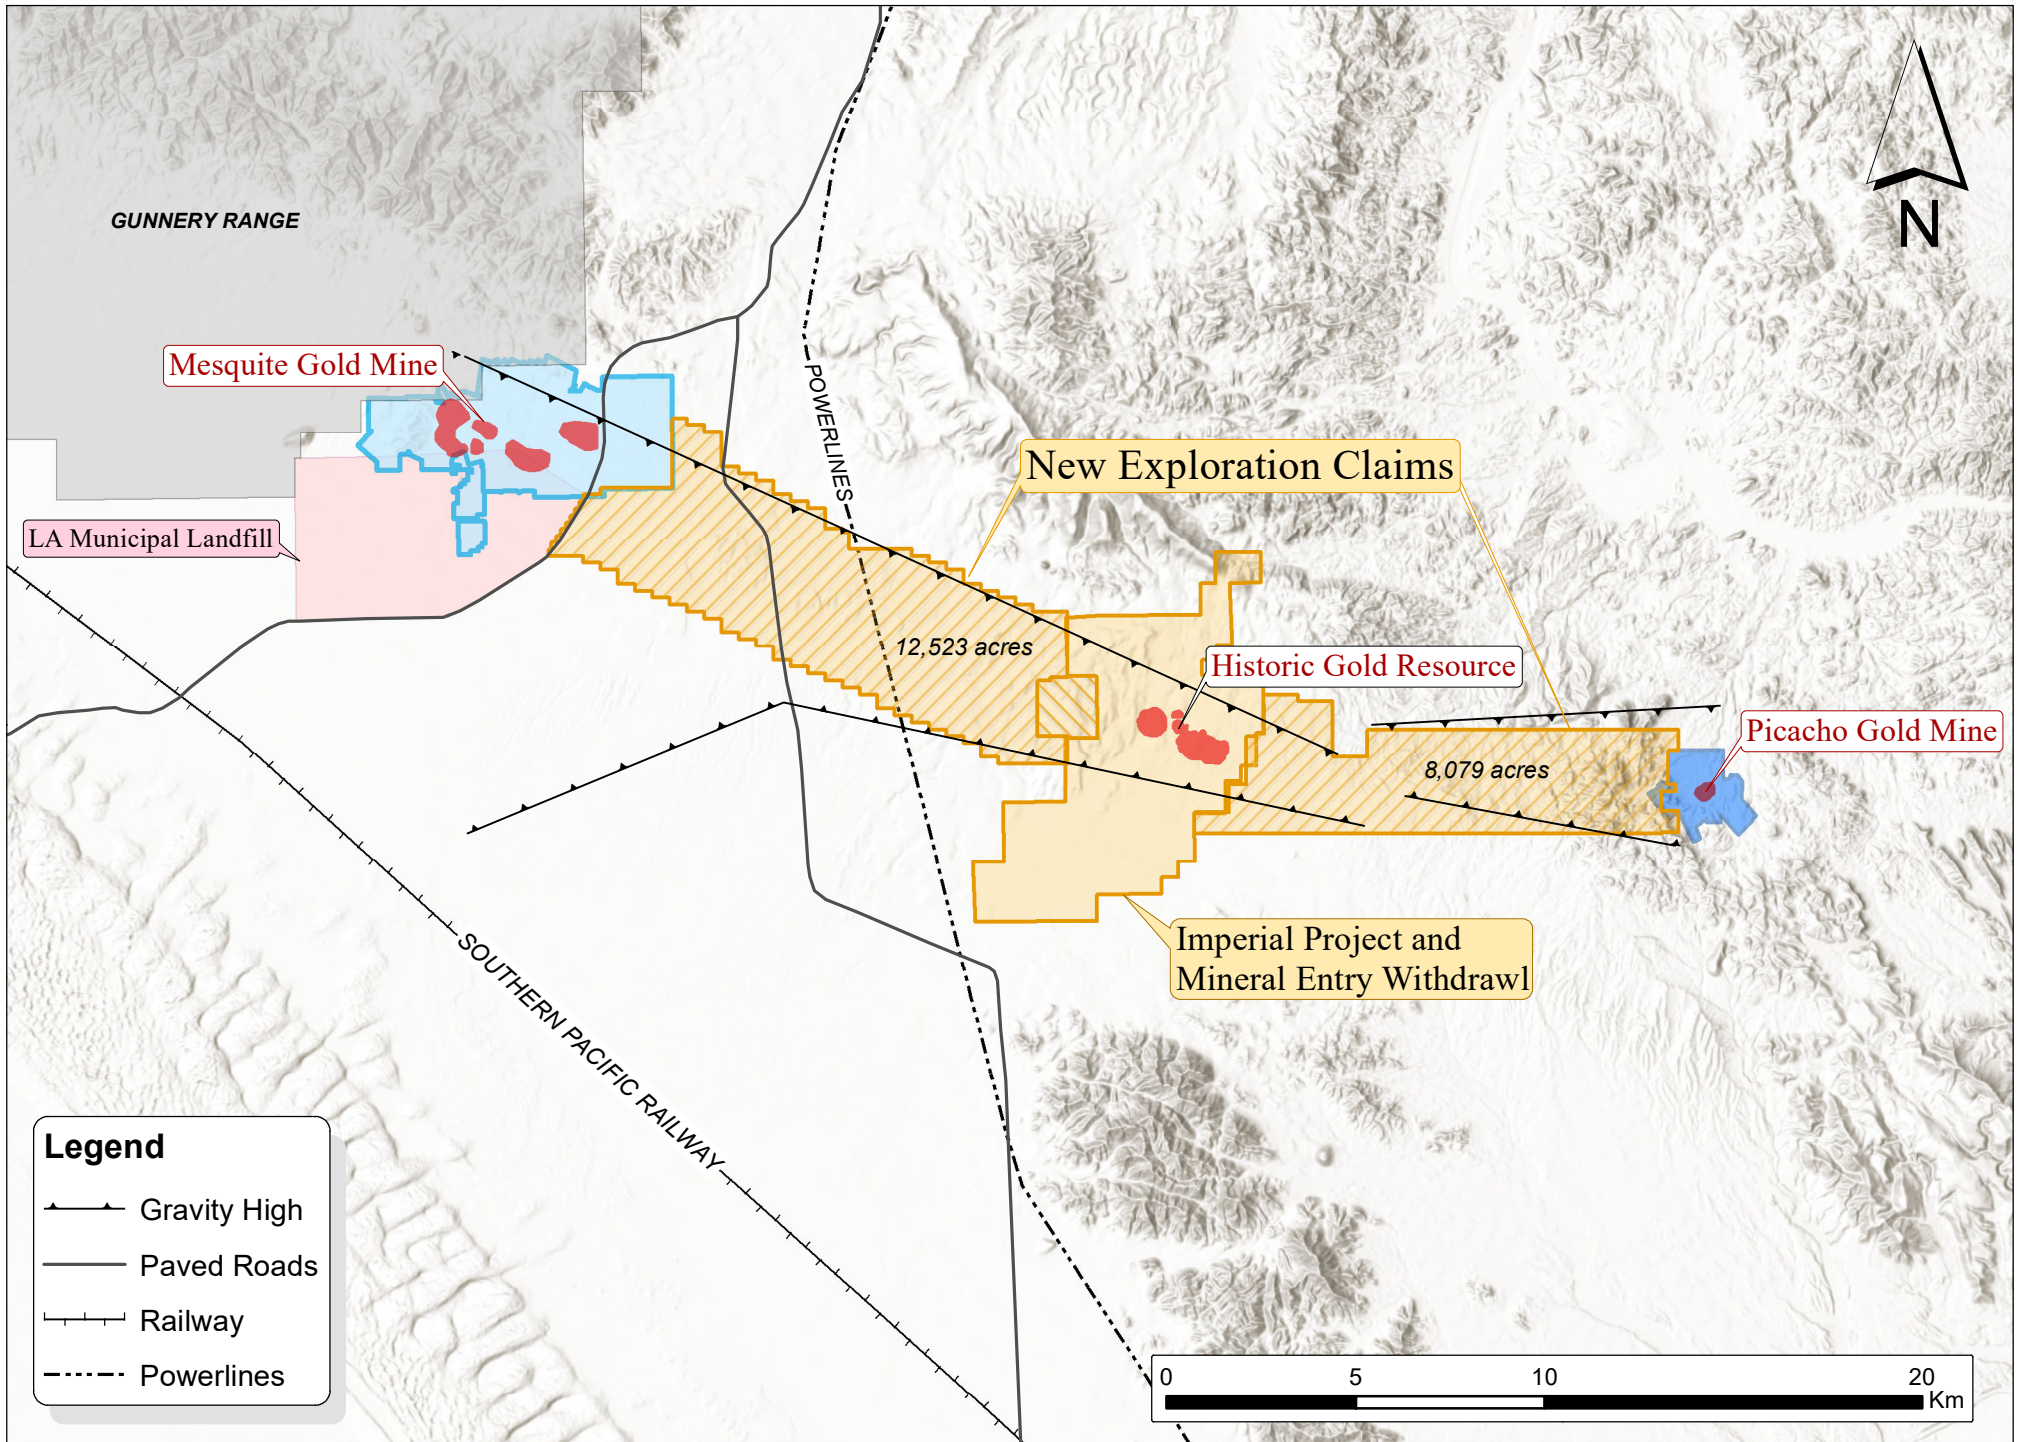 GUNNERY RANGE
N
Mesquite Gold Mine
POWERLINES
New Exploration Claims
LA Municipal Landfill
12,523 acres
Historic Gold Resource
Picacho Gold Mine
8,079 acres
Imperial Project and
Mineral Entry Withdrawl
SOUTHERN PACIFIC RAILWAY
Legend
Gravity High
Paved Roads
Railway
Powerlines
0 5 10 20
Km